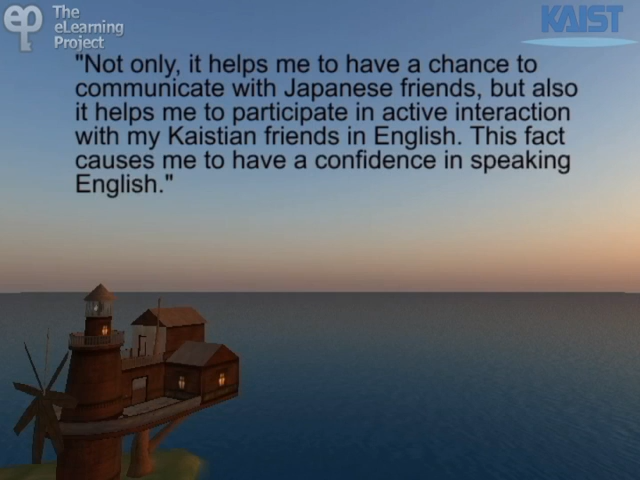 The
eLearning
Project
ep
KAIST
"Not only, it helps me to have a chance to
communicate with Japanese friends, but also
it helps me to participate in active interaction
with my Kaistian friends in English. This fact
causes me to have a confidence in speaking
English."